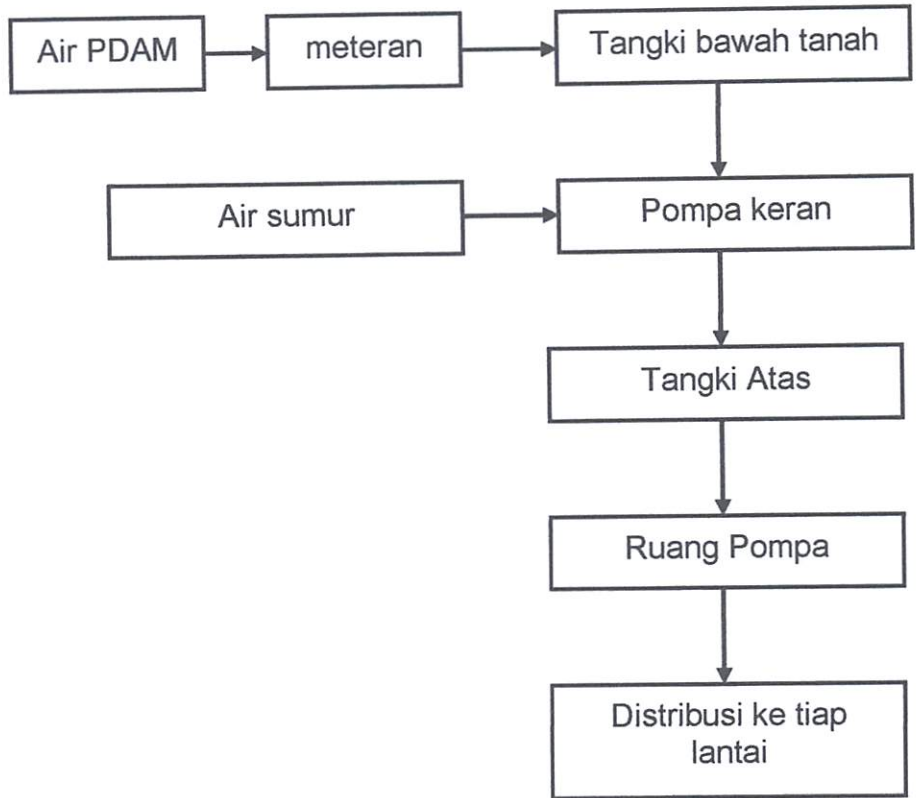 Air PDAM
meteran
Tangki bawah tanah
Air sumur
Pompa keran
Tangki Atas
Ruang Pompa
Distribusi ke tiap
lantai